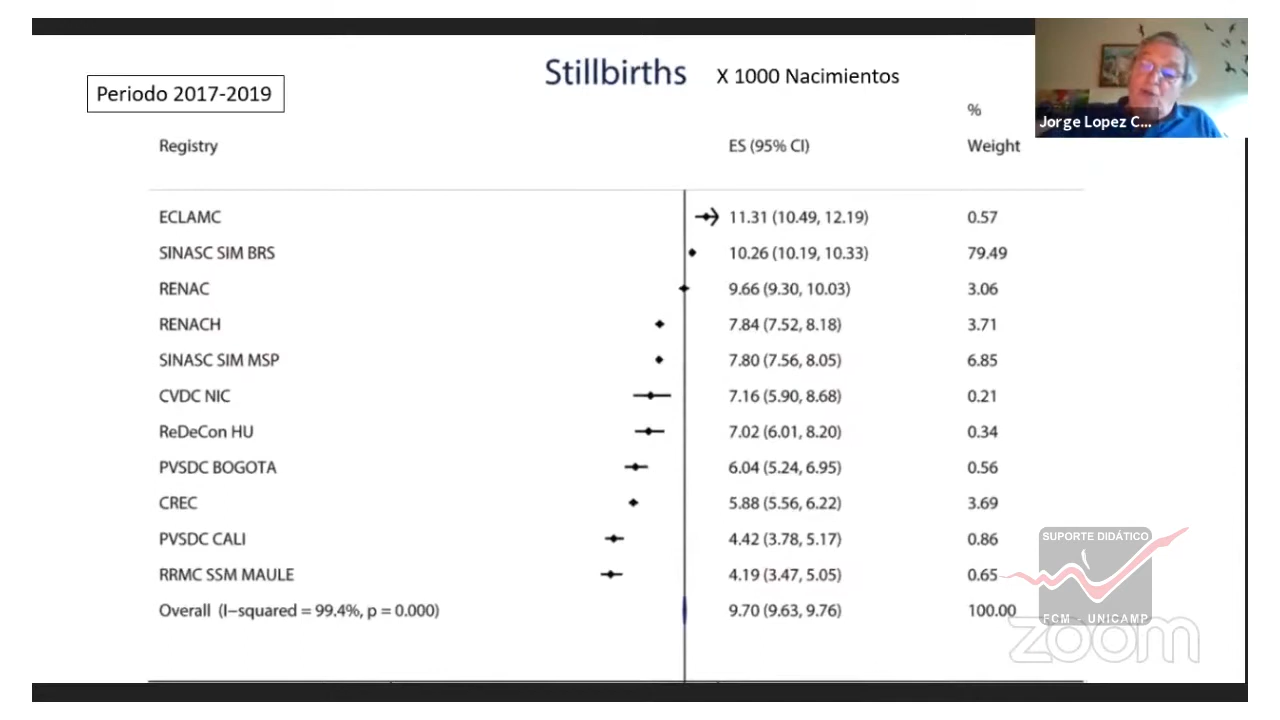 Stillbirths X 1000 Nacimientos
Periodo 2017-2019
%
Registry ES (95% CI) Weight
ECLAMC 11.31 (10.49, 12.19) 0.57
SINASC SIM BRS 10.26 (10.19, 10.33) 79.49
RENAC 9.66 (9.30, 10.03) 3.06
RENACH 7.84 (7.52, 8.18) 3.71
SINASC SIM MSP 7.80 (7.56, 8.05) 6.85
CVDC NIC 7.16 (5.90, 8.68) 0.21
ReDeCon HU 7.02 (6.01, 8.20) 0.34
PVSDC BOGOTA 6.04 (5.24, 6.95) 0.56
CREC 5.88 (5.56, 6.22) 3.69
PVSDC CALI 4.42 (3.78, 5.17) 0.86
RRMC SSM MAULE 4.19 (3.47, 5.05) 0.65
Overall (I−squared = 99.4%, p = 0.000) 9.70 (9.63, 9.76) 100.00
Jorge Lopez C...
SUPORTE DIDÁTICO
FCM - UNICAMP
zoom